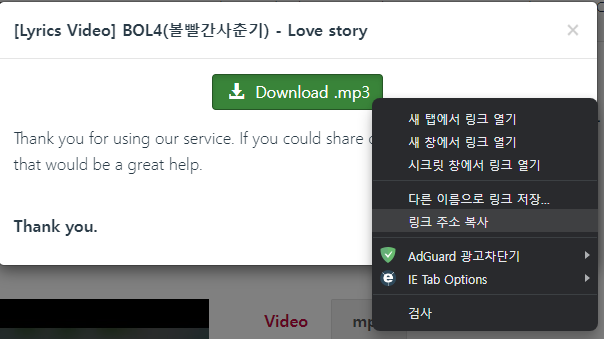 [Lyrics Video] BOL4(볼빨간사춘기) - Love story
×
Download .mp3
Thank you for using our service. If you could share
that would be a great help.
Thank you.
새 탭에서 링크 열기
새 창에서 링크 열기
시크릿 창에서 링크 열기
다른 이름으로 링크 저장...
링크 주소 복사
AdGuard 광고차단기
IE Tab Options
검사
Video